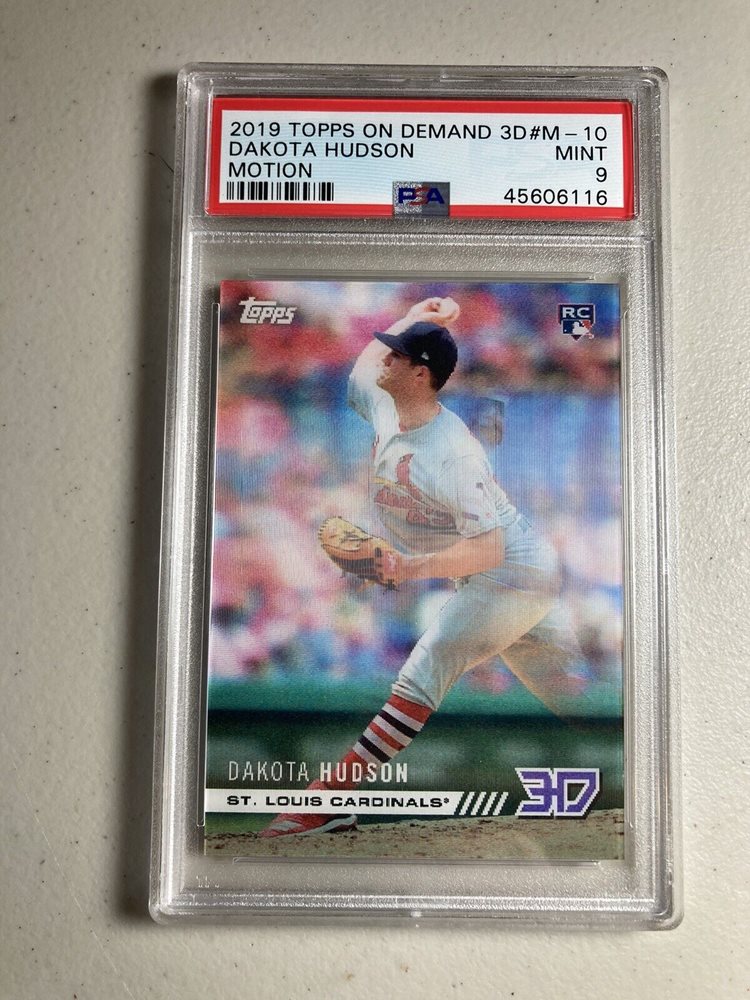 2019 TOPPS ON DEMAND 3D#M-10
DAKOTA HUDSON MINT
MOTION 9
PSA 45606116
topps
RC
DAKOTA HUDSON
ST. LOUIS CARDINALS®
3D